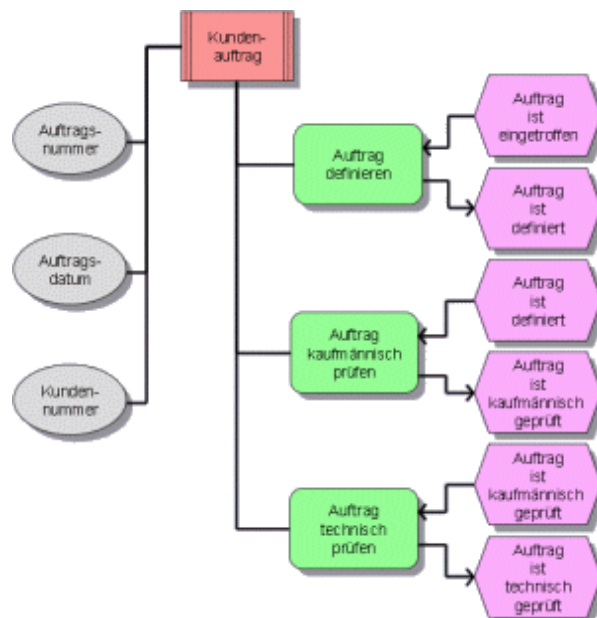 Kunden-
auftrag
Auftrags-
nummer
Auftrags-
datum
Kunden-
nummer
Auftrag
definieren
Auftrag
ist
eingetroffen
Auftrag
ist
definiert
Auftrag
kaufmännisch
prüfen
Auftrag
ist
definiert
Auftrag
ist
kaufmännisch
geprüft
Auftrag
technisch
prüfen
Auftrag
ist
kaufmännisch
geprüft
Auftrag
ist
technisch
geprüft